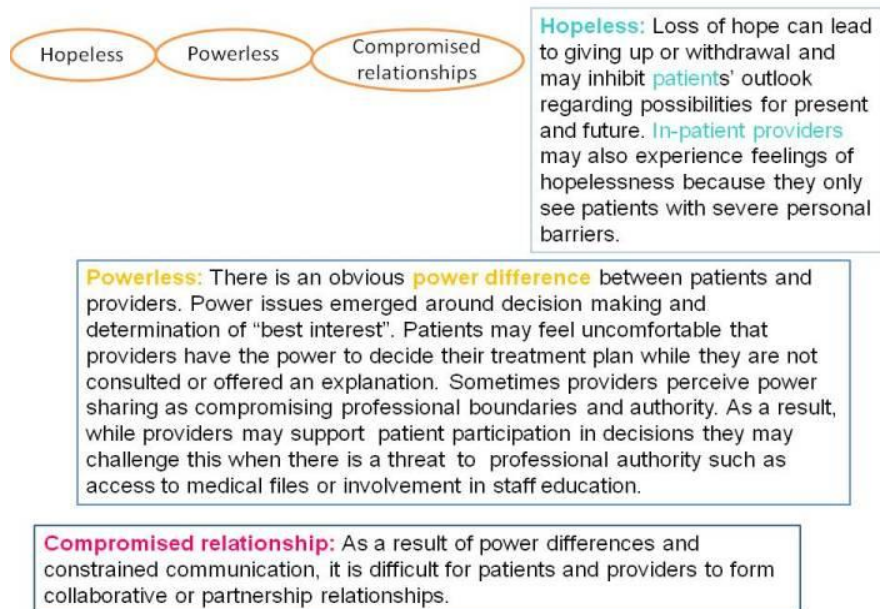 Hopeless
Powerless
Compromised
relationships
Hopeless: Loss of hope can lead
to giving up or withdrawal and
may inhibit patients’ outlook
regarding possibilities for present
and future. In-patient providers
may also experience feelings of
hopelessness because they only
see patients with severe personal
barriers.
Powerless: There is an obvious power difference between patients and
providers. Power issues emerged around decision making and
determination of “best interest”. Patients may feel uncomfortable that
providers have the power to decide their treatment plan while they are not
consulted or offered an explanation. Sometimes providers perceive power
sharing as compromising professional boundaries and authority. As a result,
while providers may support patient participation in decisions they may
challenge this when there is a threat to professional authority such as
access to medical files or involvement in staff education.
Compromised relationship: As a result of power differences and
constrained communication, it is difficult for patients and providers to form
collaborative or partnership relationships.